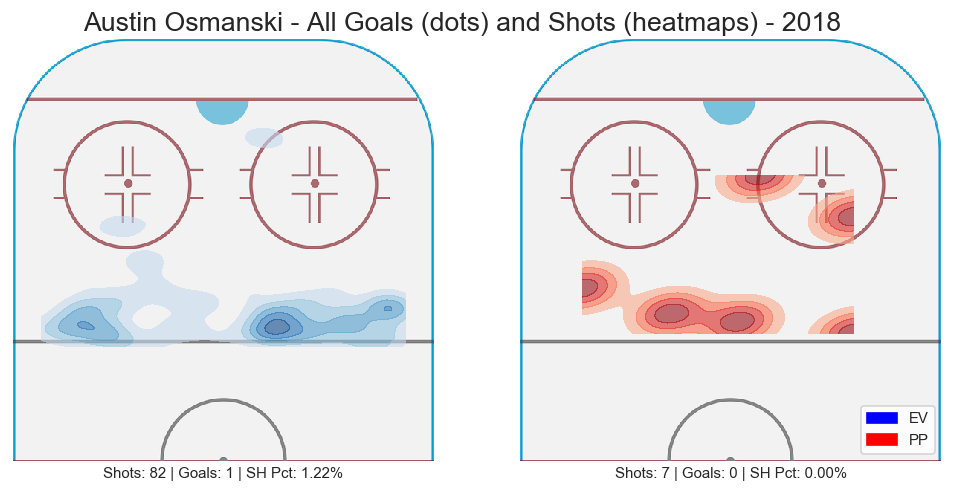 Austin Osmanski - All Goals (dots) and Shots (heatmaps) - 2018
EV
PP
Shots: 82 | Goals: 1 | SH Pct: 1.22%
Shots: 7 | Goals: 0 | SH Pct: 0.00%